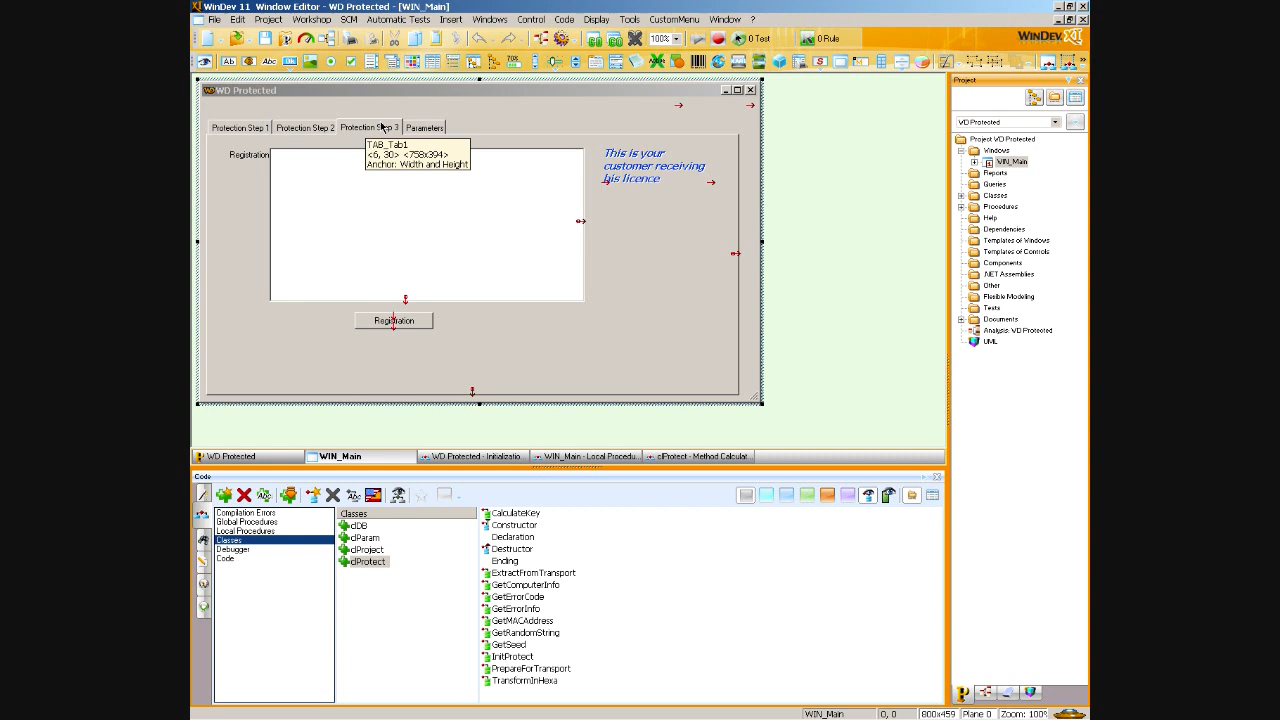 WinDev 11  Window Editor - WD Protected - [WIN_Main]
File Edit Project Workshop SCM Automatic Tests Insert Windows Control Code Display Tools CustomMenu Window ?
100% 0 Test 0 Rule WINDEV XI
WD Protected
Project
Protection Step 1 Protection Step 2 Protection Step 3 Parameters
WD Protected
TAB_Tab1
<6, 30> <758x394>
Anchor: Width and Height
Registration
This is your
customer receiving
his licence
Registration
Project WD Protected
Windows
WIN_Main
Reports
Queries
Classes
Procedures
Help
Dependencies
Templates of Windows
Templates of Controls
Components
.NET Assemblies
Other
Flexible Modeling
Tests
Documents
Analysis: WD Protected
UML
WD Protected WIN_Main WD Protected - Initializatio WIN_Main - Local Procedu... clProtect - Method Calculat
Code
Compilation Errors
Global Procedures
Local Procedures
Classes
Debugger
Code
Classes
clDB
clParam
clProject
clProtect
CalculateKey
Constructor
Declaration
Destructor
Ending
ExtractFromTransport
GetComputerInfo
GetErrorCode
GetErrorInfo
GetMACAddress
GetRandomString
GetSeed
InitProtect
PrepareForTransport
TransformInHexa
WIN_Main 0, 0 800x459 Plane 0 Zoom: 100%